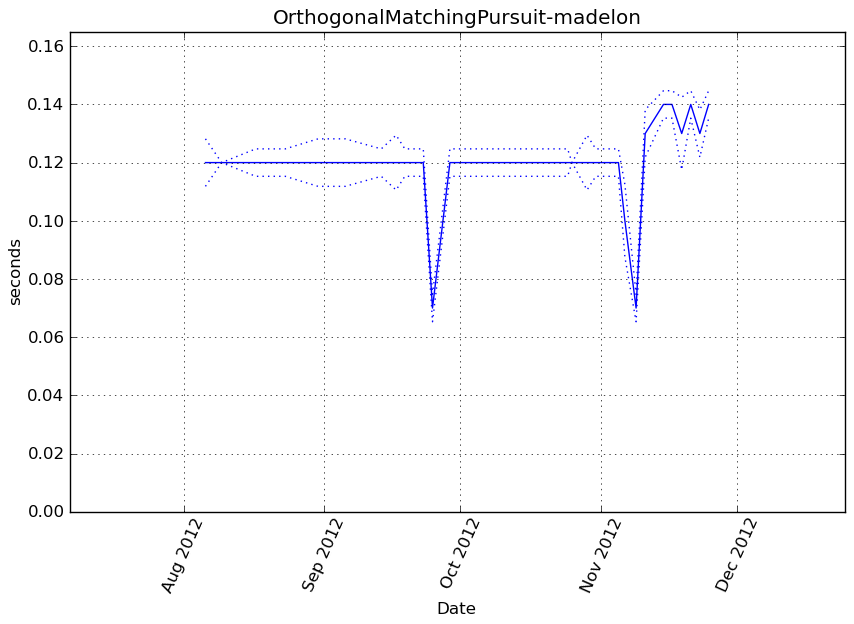 OrthogonalMatchingPursuit-madelon
0.16
0.14
0.12
0.10
0.08
0.06
0.04
0.02
0.00
seconds
Aug 2012
Sep 2012
Oct 2012
Nov 2012
Dec 2012
Date